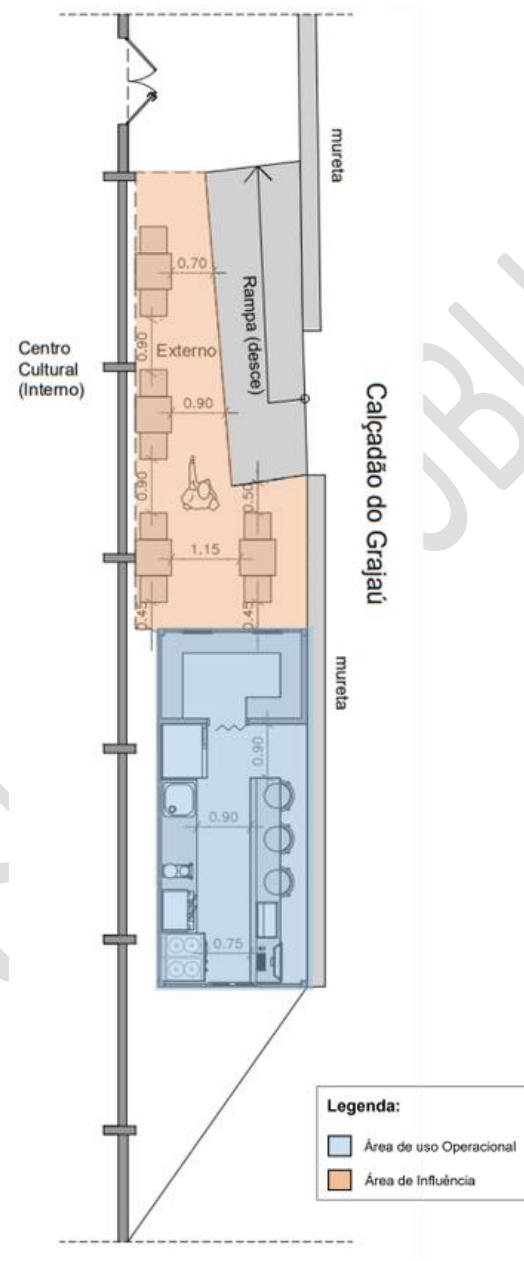 mureta
0.70
Rampa (desce)
Externo
0.90
Centro
Cultural
(Interno)
0.90
Calçadão do Grajaú
0.90
0.50
1.15
0.45
0.45
mureta
0.90
0.90
0.75
Legenda:
Área de uso Operacional
Área de Influência